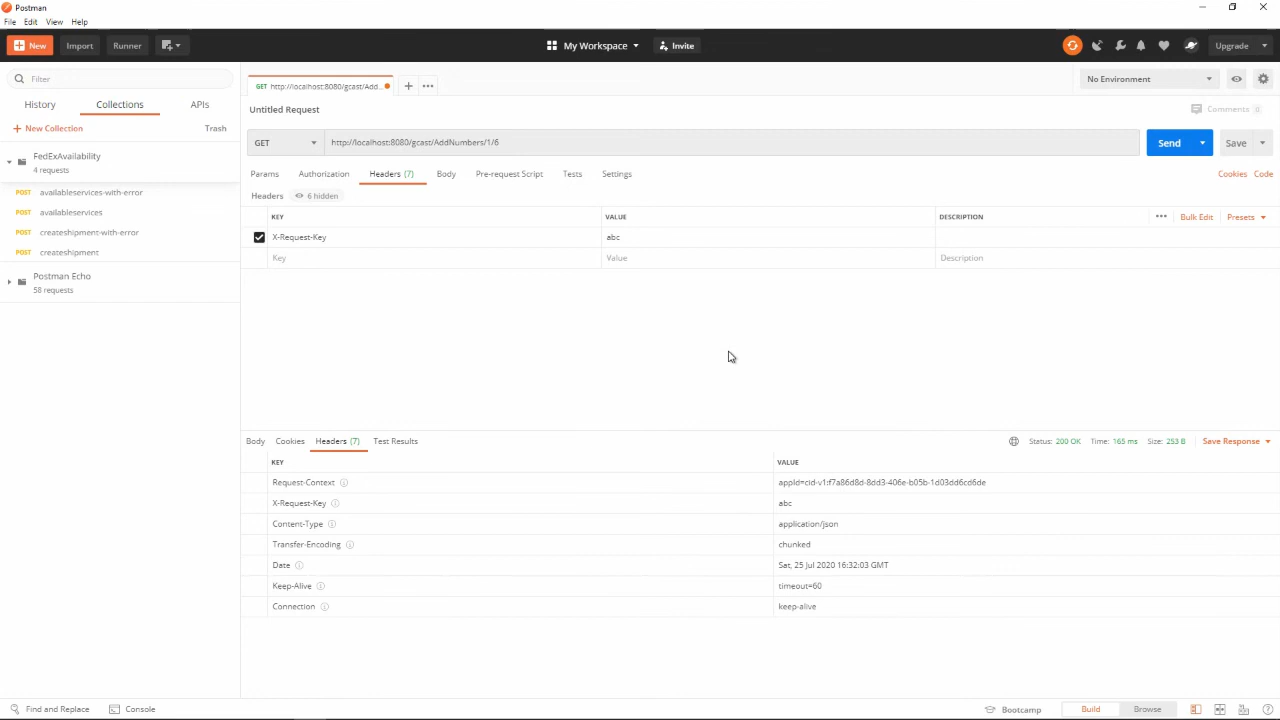 Postman
File Edit View Help
New Import Runner My Workspace Invite Upgrade
Filter
History Collections APIs
New Collection Trash
FedExAvailability
4 requests
POST availableservices-with-error
POST availableservices
POST createshipment-with-error
POST createshipment
Postman Echo
58 requests
GET http://localhost:8080/gcast/Add... + ...
No Environment
Untitled Request
Comments 0
GET http://localhost:8080/gcast/AddNumbers/1/6 Send Save
Params Authorization Headers (7) Body Pre-request Script Tests Settings Cookies Code
Headers 6 hidden
KEY VALUE DESCRIPTION ... Bulk Edit Presets
X-Request-Key abc
Key Value Description
Body Cookies Headers (7) Test Results Status: 200 OK Time: 165 ms Size: 253 B Save Response
KEY VALUE
Request-Context appId=cid-v1:f7a86d8d-8dd3-406e-b05b-1d03dd6cd6de
X-Request-Key abc
Content-Type application/json
Transfer-Encoding chunked
Date Sat, 25 Jul 2020 16:32:03 GMT
Keep-Alive timeout=60
Connection keep-alive
Find and Replace Console Bootcamp Build Browse